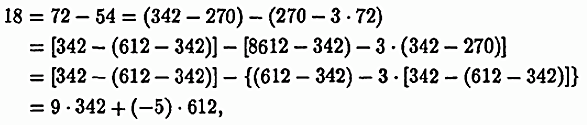 18 = 72 − 54 = (342 − 270) − (270 − 3 · 72)
= [342 − (612 − 342)] − [8612 − 342) − 3 · (342 − 270)]
= [342 − (612 − 342)] − {(612 − 342) − 3 · [342 − (612 − 342)]}
= 9 · 342 + (−5) · 612,